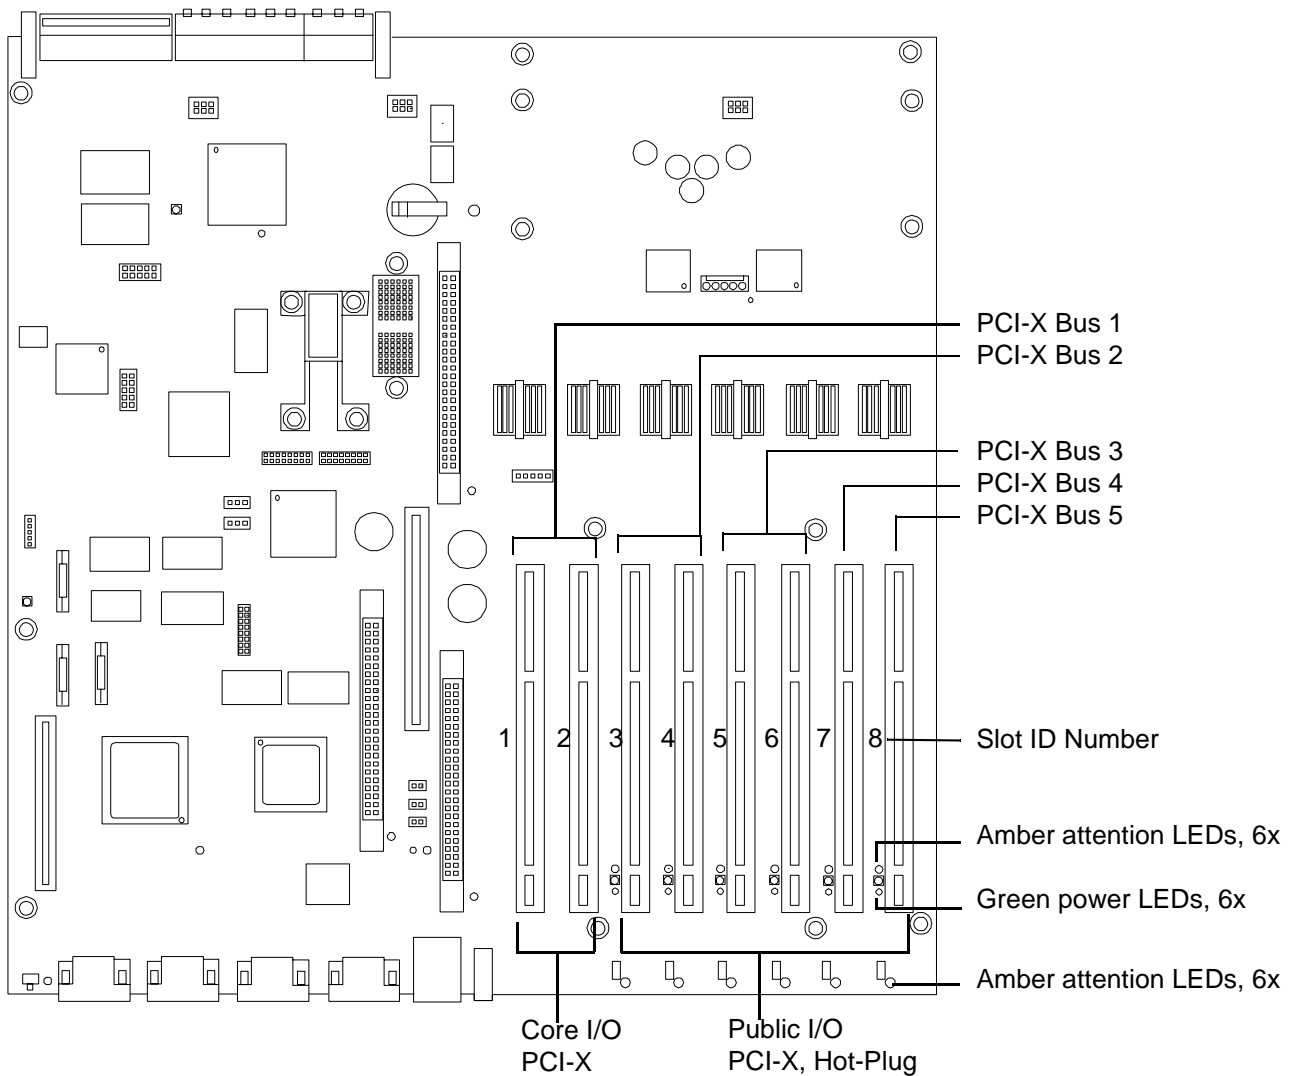 PCI-X Bus 1
PCI-X Bus 2
PCI-X Bus 3
PCI-X Bus 4
PCI-X Bus 5
1 2 3 4 5 6 7 8
Slot ID Number
Amber attention LEDs, 6x
Green power LEDs, 6x
Amber attention LEDs, 6x
Core I/O
PCI-X
Public I/O
PCI-X, Hot-Plug